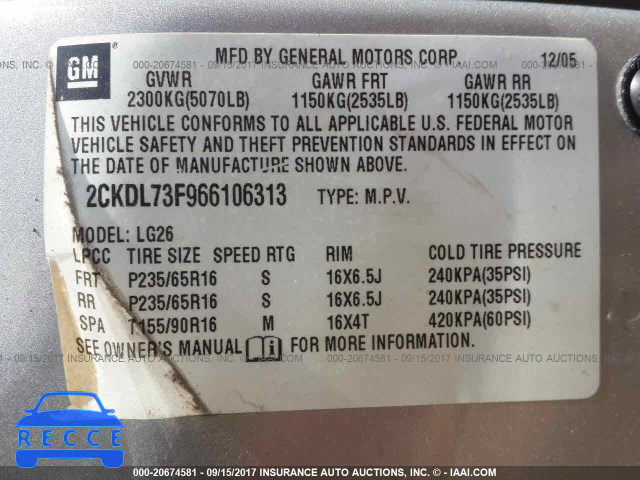 GM
MFD BY GENERAL MOTORS CORP. 12/05
GVWR GAWR FRT GAWR RR
2300KG(5070LB) 1150KG(2535LB) 1150KG(2535LB)
THIS VEHICLE CONFORMS TO ALL APPLICABLE U.S. FEDERAL MOTOR
VEHICLE SAFETY AND THEFT PREVENTION STANDARDS IN EFFECT ON
THE DATE OF MANUFACTURE SHOWN ABOVE.
2CKDL73F966106313 TYPE: M.P.V.
MODEL: LG26
LPCC TIRE SIZE SPEED RTG RIM COLD TIRE PRESSURE
FRT P235/65R16 S 16X6.5J 240KPA(35PSI)
RR P235/65R16 S 16X6.5J 240KPA(35PSI)
SPA T155/90R16 M 16X4T 420KPA(60PSI)
SEE OWNER'S MANUAL i FOR MORE INFORMATION.
000-20674581 - 09/15/2017 INSURANCE AUTO AUCTIONS, INC. - IAAI.COM
RECCE